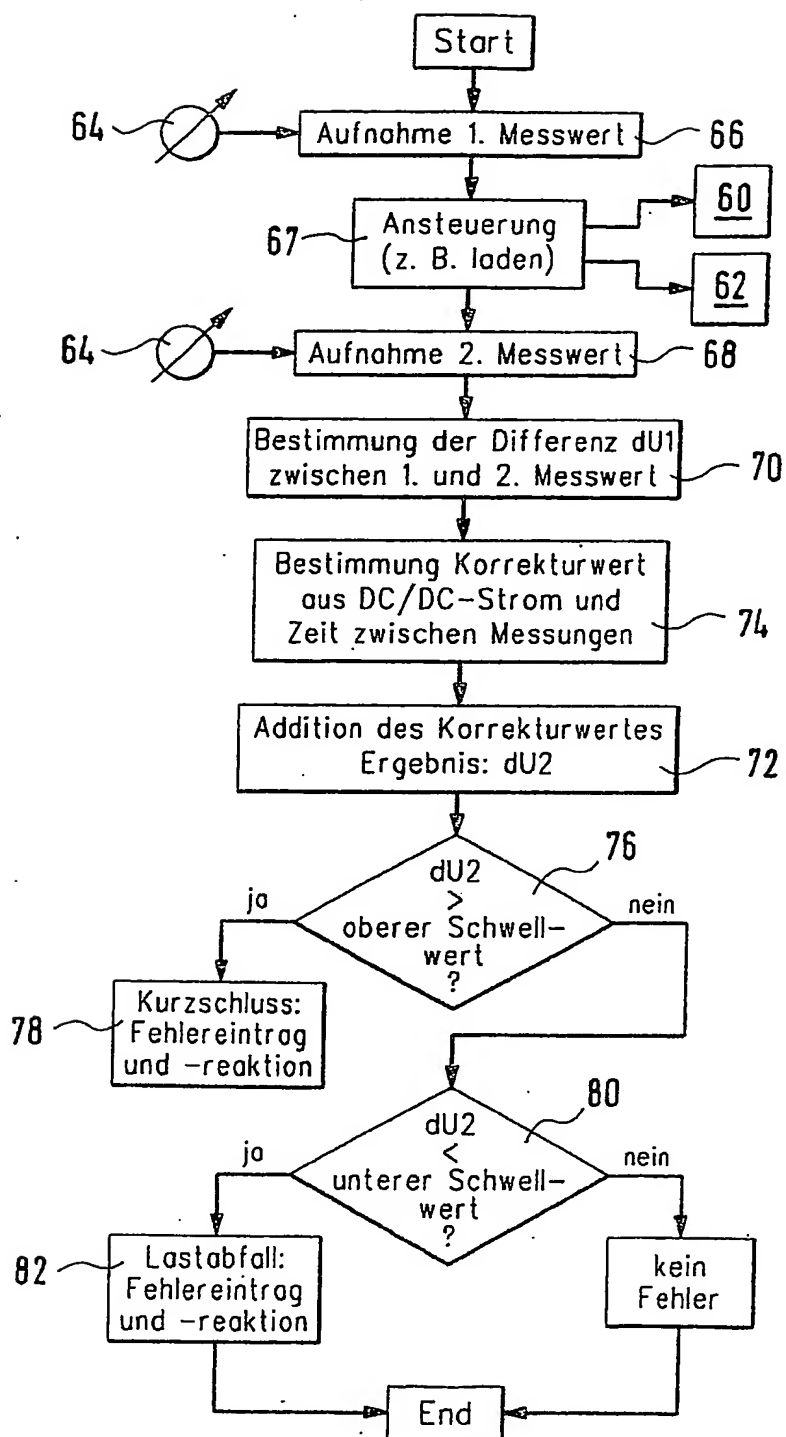 Start
64
Aufnahme 1. Messwert
66
67
Ansteuerung
(z. B. laden)
60
62
64
Aufnahme 2. Messwert
68
Bestimmung der Differenz dU1
zwischen 1. und 2. Messwert
70
Bestimmung Korrekturwert
aus DC/DC-Strom und
Zeit zwischen Messungen
74
Addition des Korrekturwertes
Ergebnis: dU2
72
76
dU2
>
oberer Schwell-
wert
?
ja
nein
78
Kurzschluss:
Fehlereintrag
und -reaktion
80
dU2
<
unterer Schwell-
wert
?
ja
nein
82
Lastabfall:
Fehlereintrag
und -reaktion
kein
Fehler
End